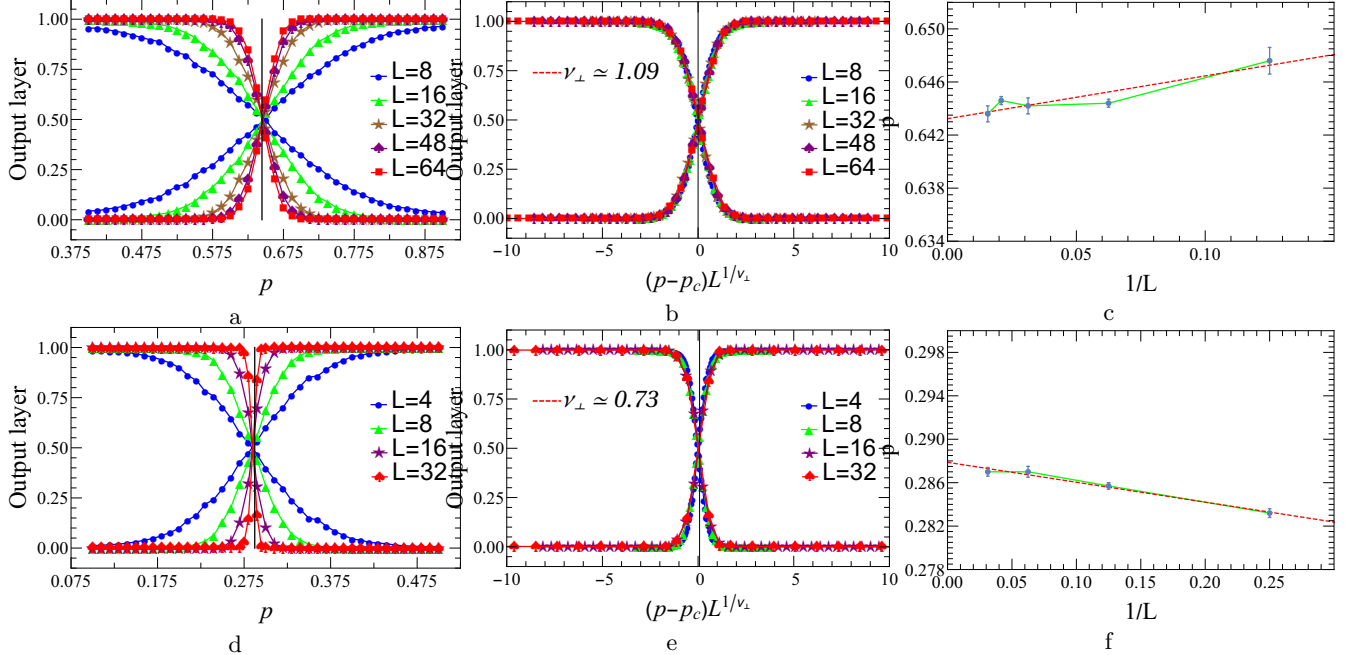 Output layer
1.00
0.75
0.50
0.25
0.00
L=8
L=16
L=32
L=48
L=64
0.375
0.475
0.575
0.675
0.775
0.875
p
a
Output layer
1.00
0.75
0.50
0.25
0.00
ν⊥ ≃ 1.09
L=8
L=16
L=32
L=48
L=64
−10
−5
0
5
10
(p−pc)L^1/ν⊥
b
p
0.650
0.646
0.642
0.638
0.634
0.00
0.05
0.10
1/L
c
Output layer
1.00
0.75
0.50
0.25
0.00
L=4
L=8
L=16
L=32
0.075
0.175
0.275
0.375
0.475
p
d
Output layer
1.00
0.75
0.50
0.25
0.00
ν⊥ ≃ 0.73
L=4
L=8
L=16
L=32
−10
−5
0
5
10
(p−pc)L^1/ν⊥
e
p
0.298
0.294
0.290
0.286
0.282
0.278
0.00
0.05
0.10
0.15
0.20
0.25
1/L
f